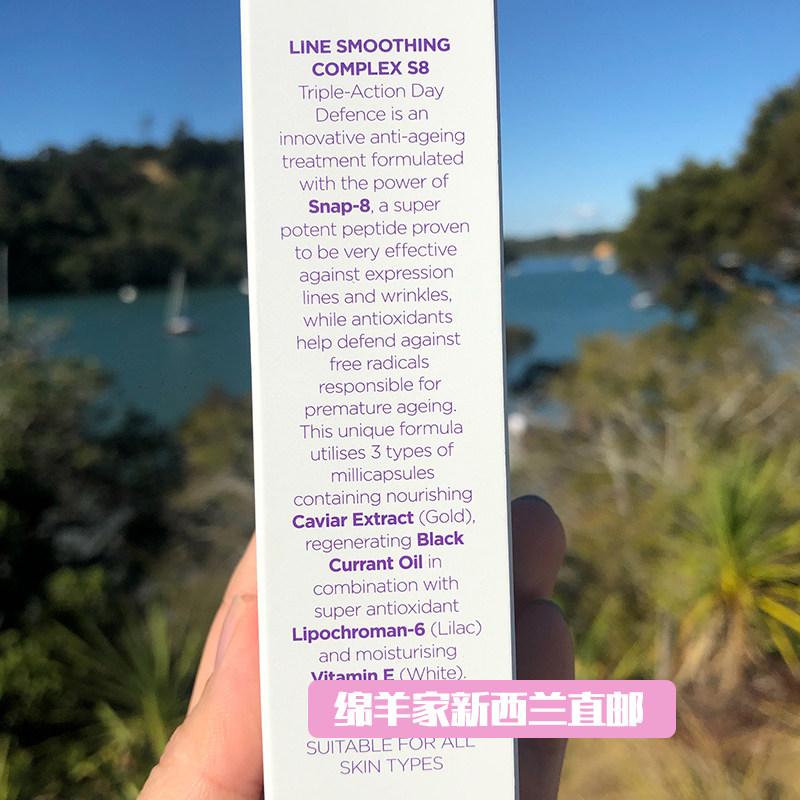 LINE SMOOTHING
COMPLEX S8
Triple-Action Day
Defence is an
innovative anti-ageing
treatment formulated
with the power of
Snap-8, a super
potent peptide proven
to be very effective
against expression
lines and wrinkles,
while antioxidants
help defend against
free radicals
responsible for
premature ageing.
This unique formula
utilises 3 types of
millicapsules
containing nourishing
Caviar Extract (Gold),
regenerating Black
Currant Oil in
combination with
super antioxidant
Lipochroman-6 (Lilac)
and moisturising
Vitamin E (White).
绵羊家新西兰直邮
SUITABLE FOR ALL
SKIN TYPES